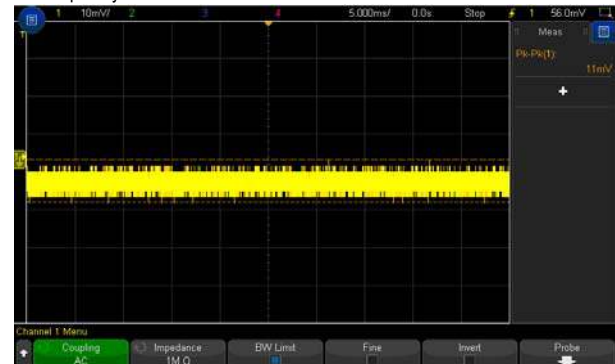 1 10mV/ 2 3 4 5.000ms/ 0.0s Stop 1 56.0mV
Meas
Pk-Pk(1):
11mV
Channel 1 Menu
Coupling Impedance BW Limit Fine Invert Probe
AC 1M Ω